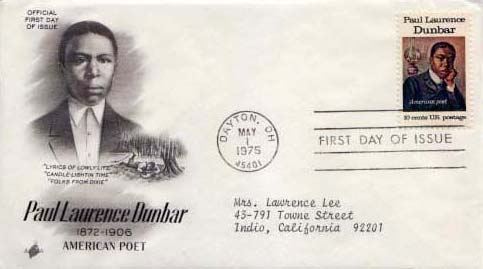 OFFICIAL
FIRST DAY
OF ISSUE
"LYRICS OF LOWLY LIFE"
"CANDLE-LIGHTIN TIME"
"FOLKS FROM DIXIE"
Paul Laurence Dunbar
1872-1906
AMERICAN POET
DAYTON, OH
MAY
1
1975
45401
Paul Laurence
Dunbar
American poet
10 cents U.S. postage
FIRST DAY OF ISSUE
Mrs. Lawrence Lee
45-791 Towne Street
Indio, California 92201